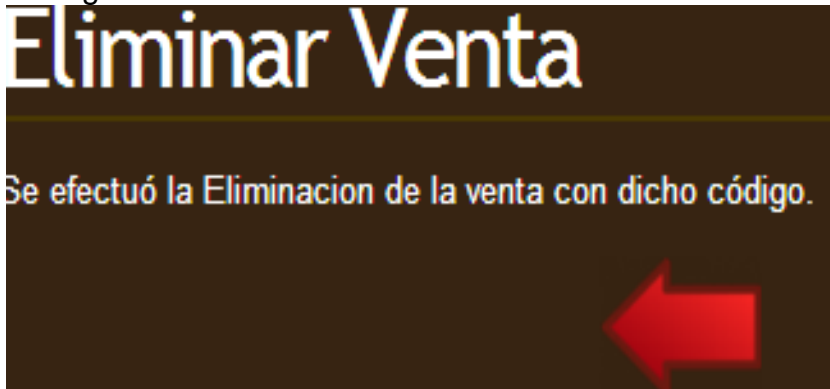 Eliminar Venta
Se efectuó la Eliminacion de la venta con dicho código.